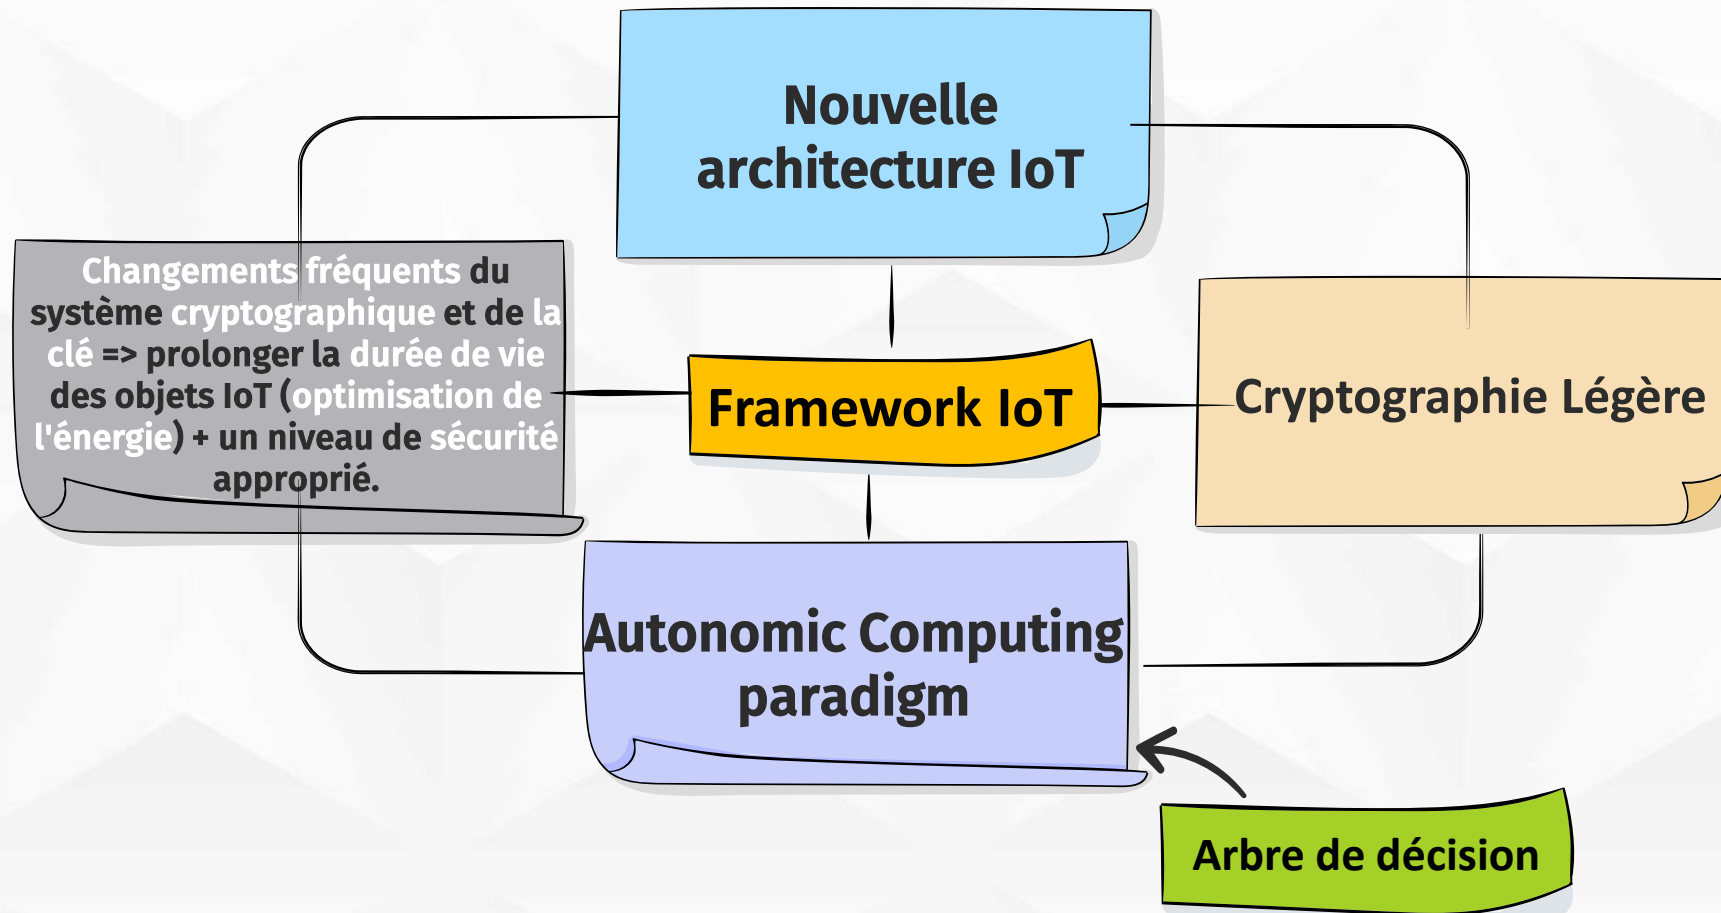 Nouvelle
architecture IoT
Changements fréquents du
système cryptographique et de la
clé => prolonger la durée de vie
des objets IoT (optimisation de
l'énergie) + un niveau de sécurité
approprié.
Framework IoT
Cryptographie Légère
Autonomic Computing
paradigm
Arbre de décision